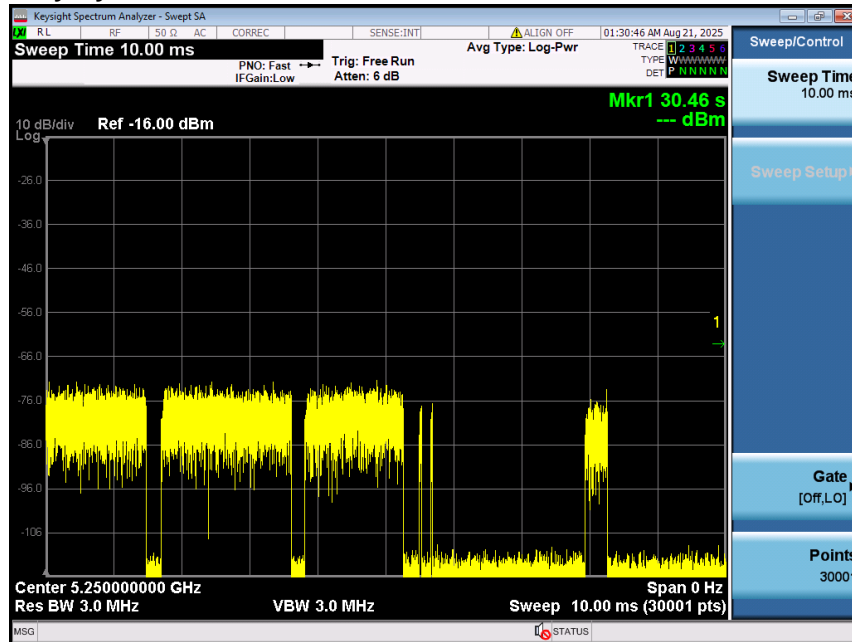 Keysight Spectrum Analyzer - Swept SA
LXI RL RF 50 Ω AC CORREC SENSE:INT ALIGN OFF 01:30:46 AM Aug 21, 2025
Sweep Time 10.00 ms
PNO: Fast
IFGain:Low
Trig: Free Run
Atten: 6 dB
Avg Type: Log-Pwr
TRACE 1 2 3 4 5 6
TYPE WWWWWW
DET P N N N N N
Sweep/Control
Sweep Time
10.00 ms
Sweep Setup
Mkr1 30.46 s
--- dBm
10 dB/div Ref -16.00 dBm
Log
-26.0
-36.0
-46.0
-56.0
1
-66.0
-76.0
-86.0
-96.0
-106
Gate
[Off,LO]
Points
30001
Center 5.250000000 GHz
Span 0 Hz
Res BW 3.0 MHz
VBW 3.0 MHz
Sweep 10.00 ms (30001 pts)
MSG
STATUS